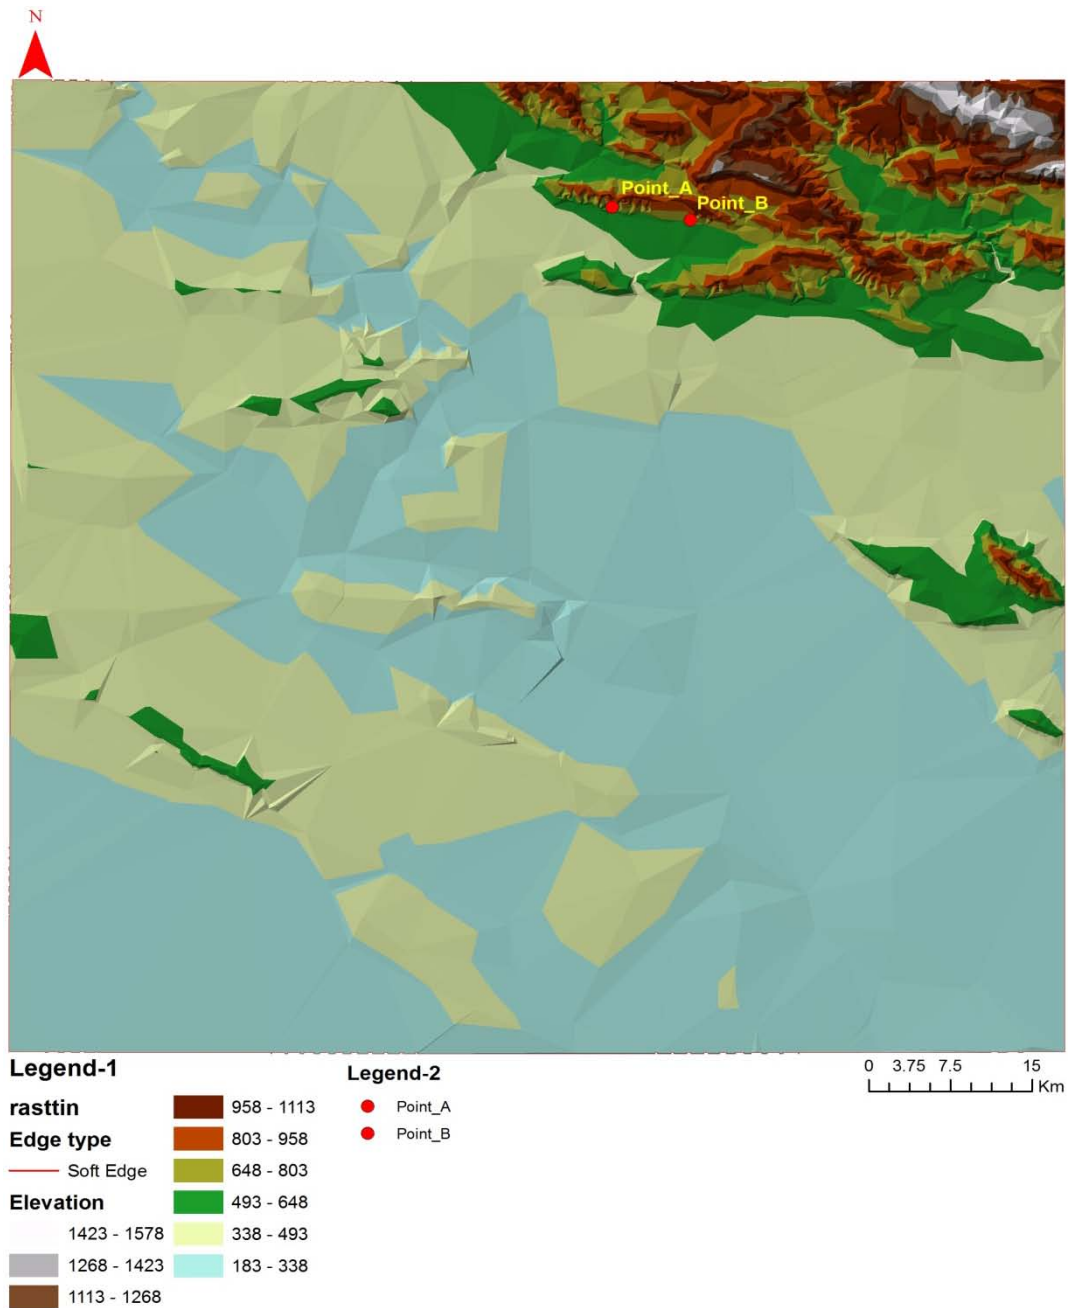 N
Point_A
Point_B
Legend-1
rasttin
Edge type
Soft Edge
Elevation
1423 - 1578
1268 - 1423
1113 - 1268
958 - 1113
803 - 958
648 - 803
493 - 648
338 - 493
183 - 338
Legend-2
Point_A
Point_B
0 3.75 7.5 15
Km